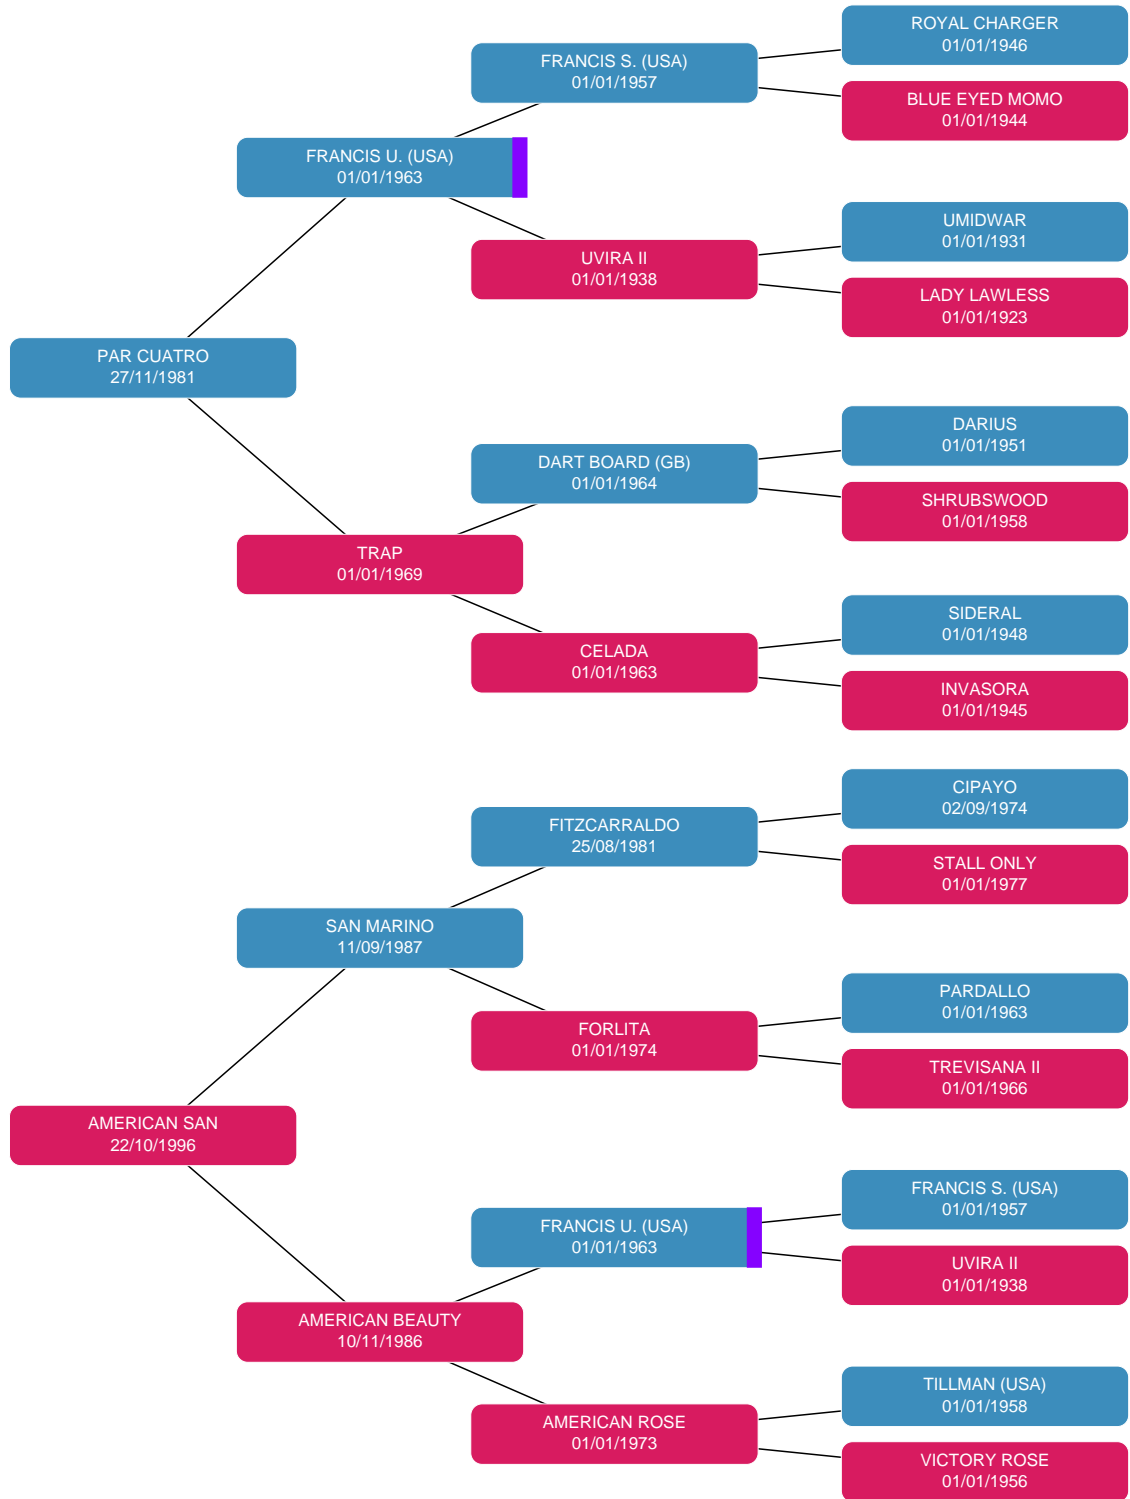 ROYAL CHARGER
01/01/1946
FRANCIS S. (USA)
01/01/1957
BLUE EYED MOMO
01/01/1944
FRANCIS U. (USA)
01/01/1963
UMIDWAR
01/01/1931
UVIRA II
01/01/1938
LADY LAWLESS
01/01/1923
PAR CUATRO
27/11/1981
DARIUS
01/01/1951
DART BOARD (GB)
01/01/1964
SHRUBSWOOD
01/01/1958
TRAP
01/01/1969
SIDERAL
01/01/1948
CELADA
01/01/1963
INVASORA
01/01/1945
CIPAYO
02/09/1974
FITZCARRALDO
25/08/1981
STALL ONLY
01/01/1977
SAN MARINO
11/09/1987
PARDALLO
01/01/1963
FORLITA
01/01/1974
TREVISANA II
01/01/1966
AMERICAN SAN
22/10/1996
FRANCIS S. (USA)
01/01/1957
FRANCIS U. (USA)
01/01/1963
UVIRA II
01/01/1938
AMERICAN BEAUTY
10/11/1986
TILLMAN (USA)
01/01/1958
AMERICAN ROSE
01/01/1973
VICTORY ROSE
01/01/1956